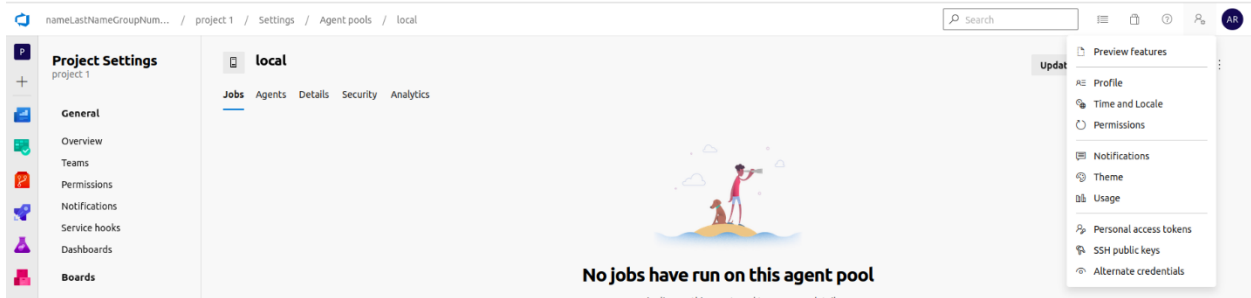 nameLastNameGroupNum... / project 1 / Settings / Agent pools / local
Search
AR
P
Project Settings
project 1
General
Overview
Teams
Permissions
Notifications
Service hooks
Dashboards
Boards
local
Updat
Jobs Agents Details Security Analytics
No jobs have run on this agent pool
Preview features
Profile
Time and Locale
Permissions
Notifications
Theme
Usage
Personal access tokens
SSH public keys
Alternate credentials